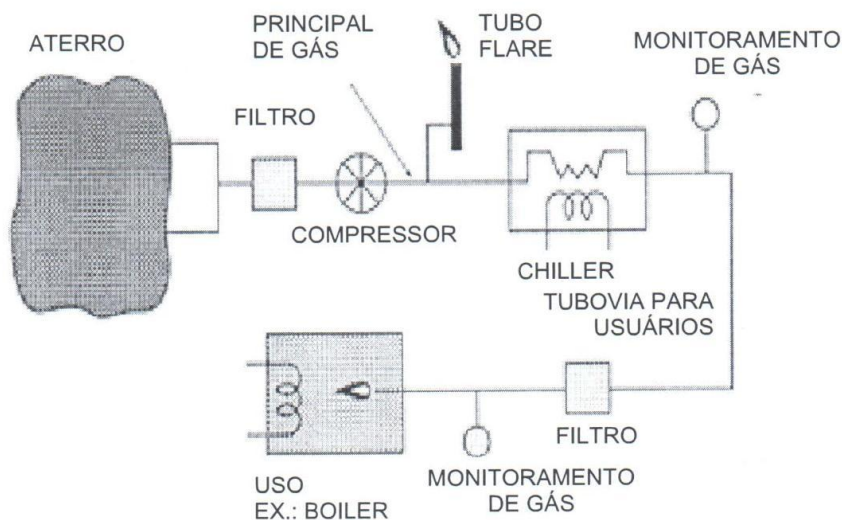 ATERRO
PRINCIPAL
DE GÁS
TUBO
FLARE
MONITORAMENTO
DE GÁS
FILTRO
COMPRESSOR
CHILLER
TUBOVIA PARA
USUÁRIOS
FILTRO
MONITORAMENTO
DE GÁS
USO
EX.: BOILER